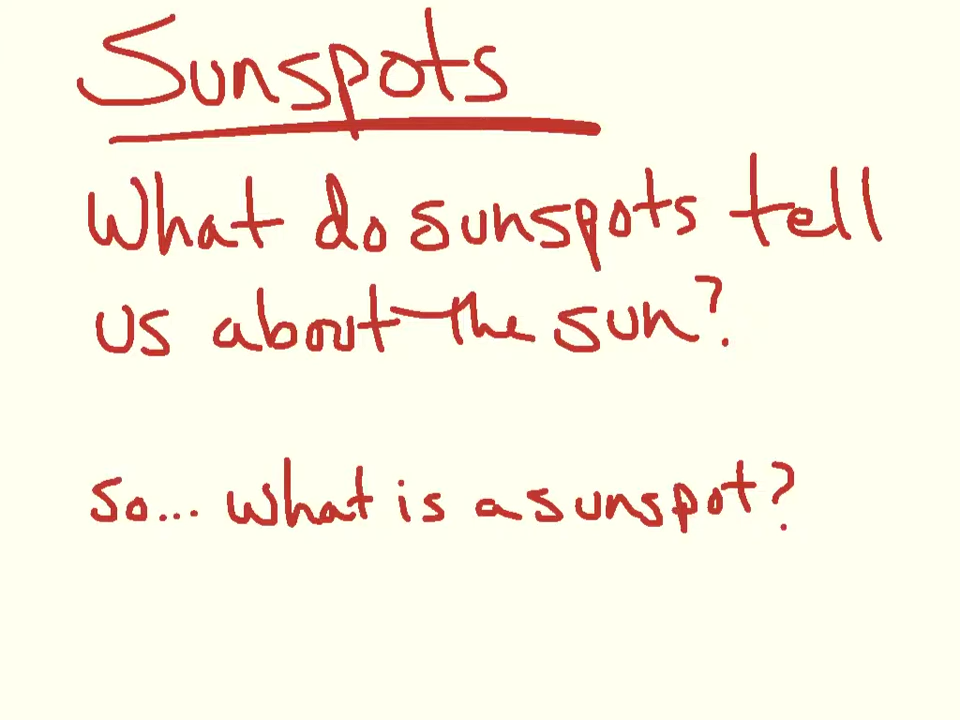 Sunspots
What do sunspots tell
us about the sun?
So... what is a sunspot?